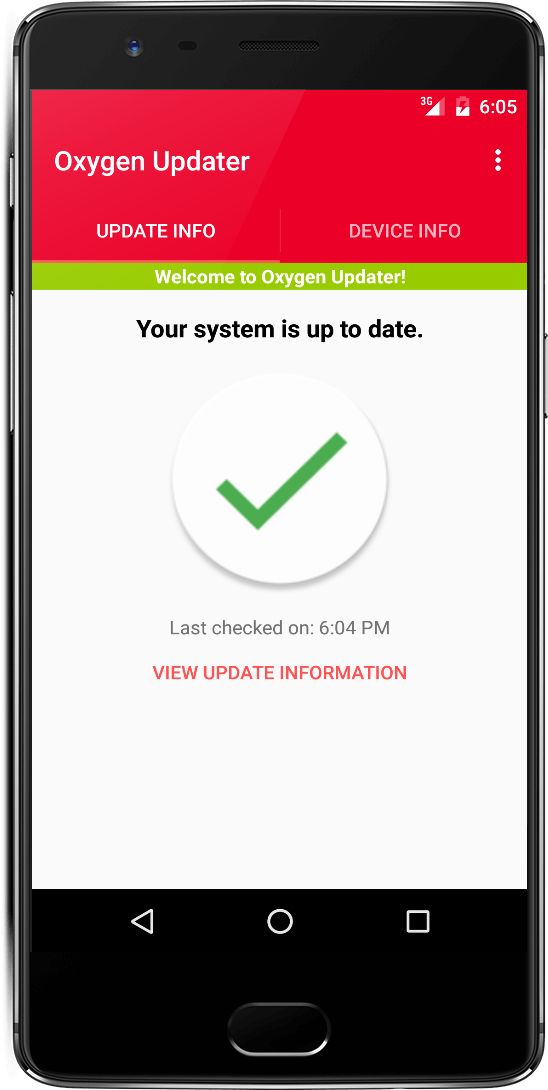 3G 6:05
Oxygen Updater
UPDATE INFO DEVICE INFO
Welcome to Oxygen Updater!
Your system is up to date.
Last checked on: 6:04 PM
VIEW UPDATE INFORMATION